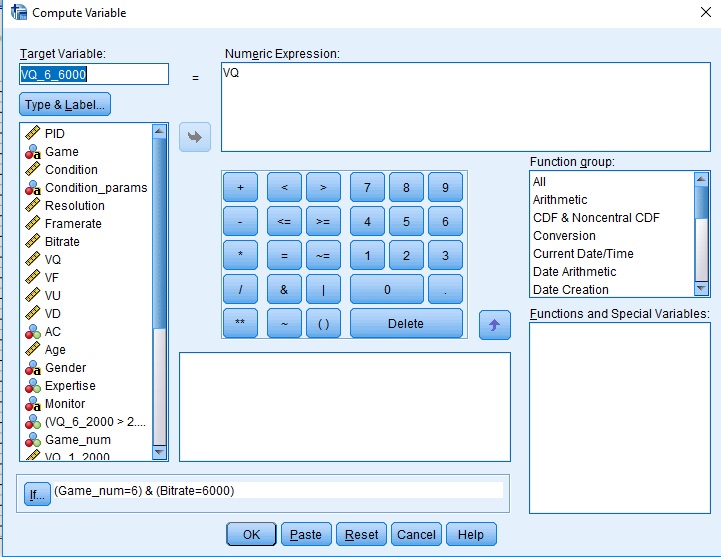 Compute Variable
Target Variable:
VQ_6_6000
=
Numeric Expression:
VQ
Type & Label...
PID
Game
Condition
Condition_params
Resolution
Framerate
Bitrate
VQ
VF
VU
VD
AC
Age
Gender
Expertise
Monitor
(VQ_6_2000 > 2....
Game_num
VQ_1_2000
+ < > 7 8 9
- <= >= 4 5 6
* = ~= 1 2 3
/ & | 0 .
** ~ ( ) Delete
Function group:
All
Arithmetic
CDF & Noncentral CDF
Conversion
Current Date/Time
Date Arithmetic
Date Creation
Functions and Special Variables:
If... (Game_num=6) & (Bitrate=6000)
OK Paste Reset Cancel Help